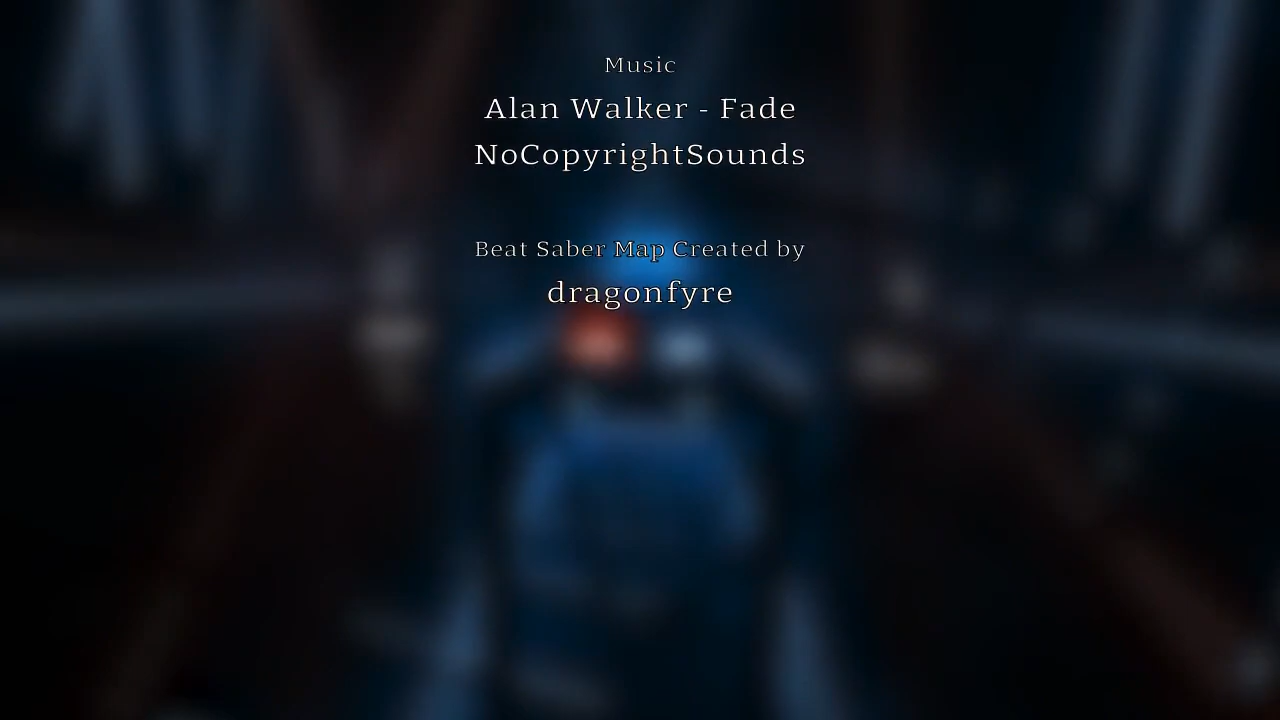 Music
Alan Walker - Fade
NoCopyrightSounds
Beat Saber Map Created by
dragonfyre